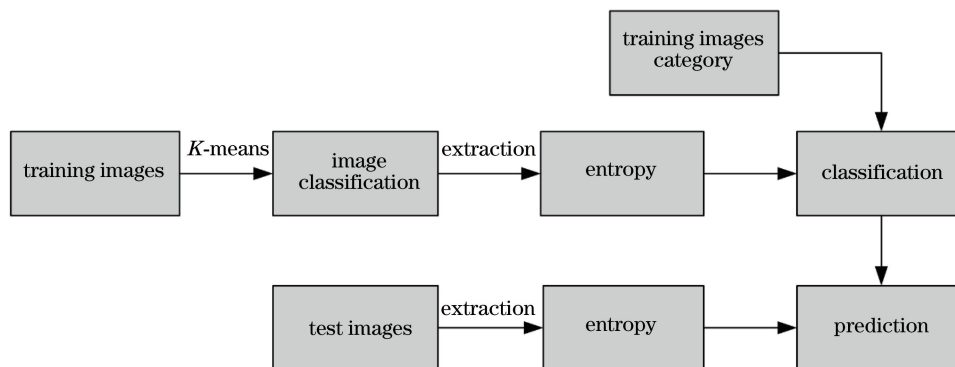 training images
category
training images
K-means
image
classification
extraction
entropy
classification
test images
extraction
entropy
prediction